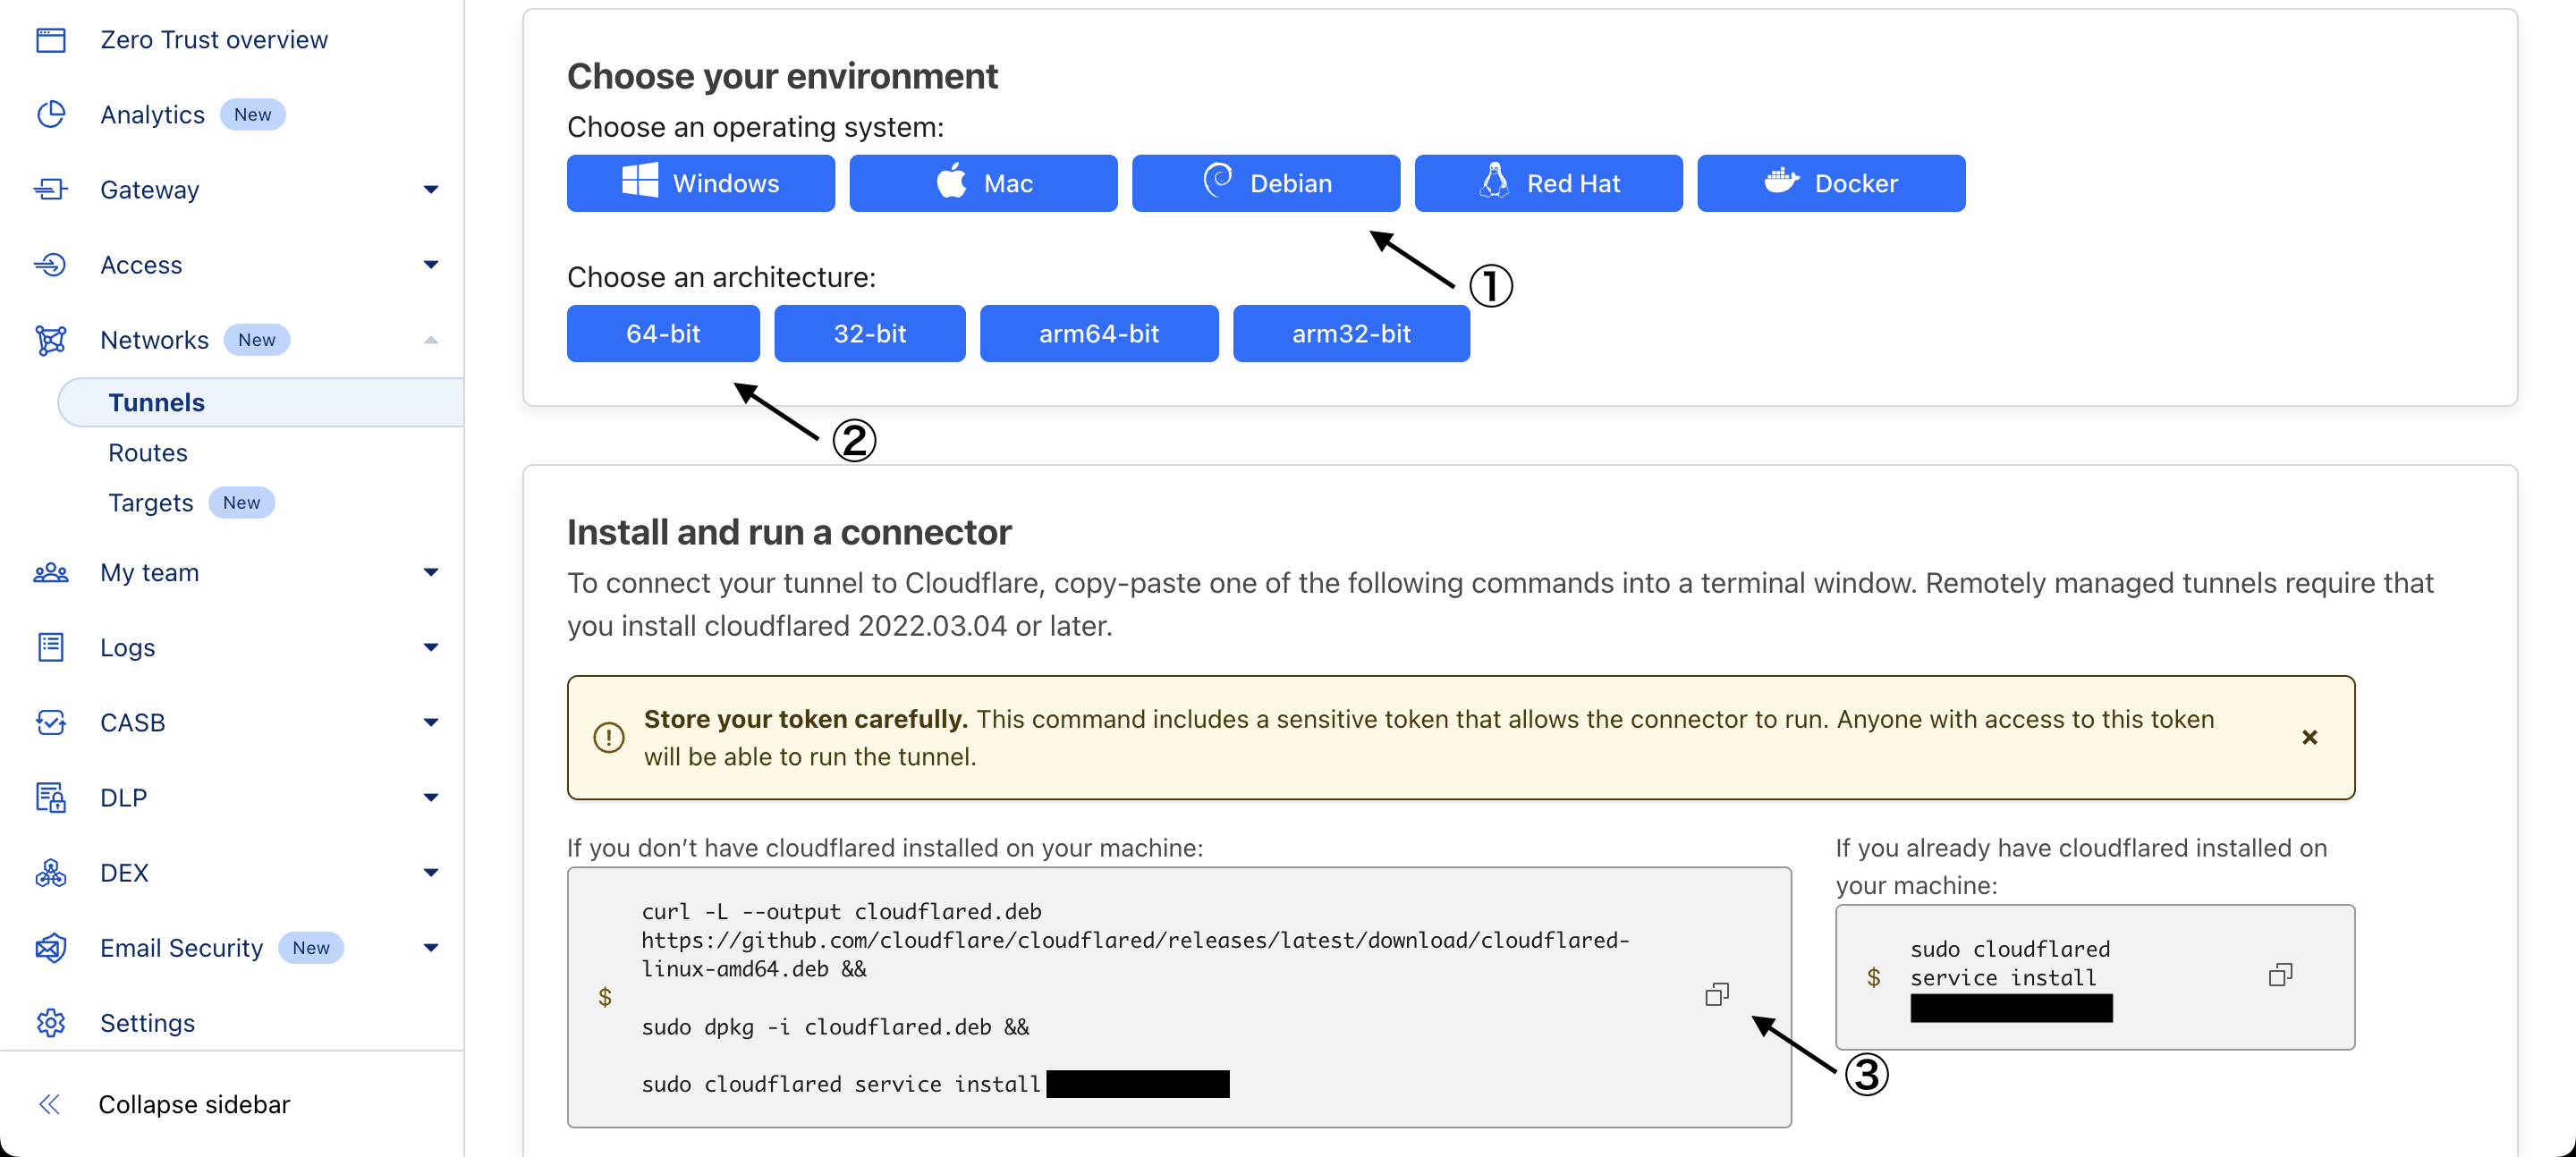 Zero Trust overview
Analytics New
Gateway
Access
Networks New
Tunnels
Routes
Targets New
My team
Logs
CASB
DLP
DEX
Email Security New
Settings
Collapse sidebar
Choose your environment
Choose an operating system:
Windows Mac Debian Red Hat Docker
①
Choose an architecture:
64-bit 32-bit arm64-bit arm32-bit
②
Install and run a connector
To connect your tunnel to Cloudflare, copy-paste one of the following commands into a terminal window. Remotely managed tunnels require that
you install cloudflared 2022.03.04 or later.
Store your token carefully. This command includes a sensitive token that allows the connector to run. Anyone with access to this token
will be able to run the tunnel.
If you don’t have cloudflared installed on your machine:
$
curl -L --output cloudflared.deb
https://github.com/cloudflare/cloudflared/releases/latest/download/cloudflared-
linux-amd64.deb &&
sudo dpkg -i cloudflared.deb &&
sudo cloudflared service install
③
If you already have cloudflared installed on
your machine:
$
sudo cloudflared
service install